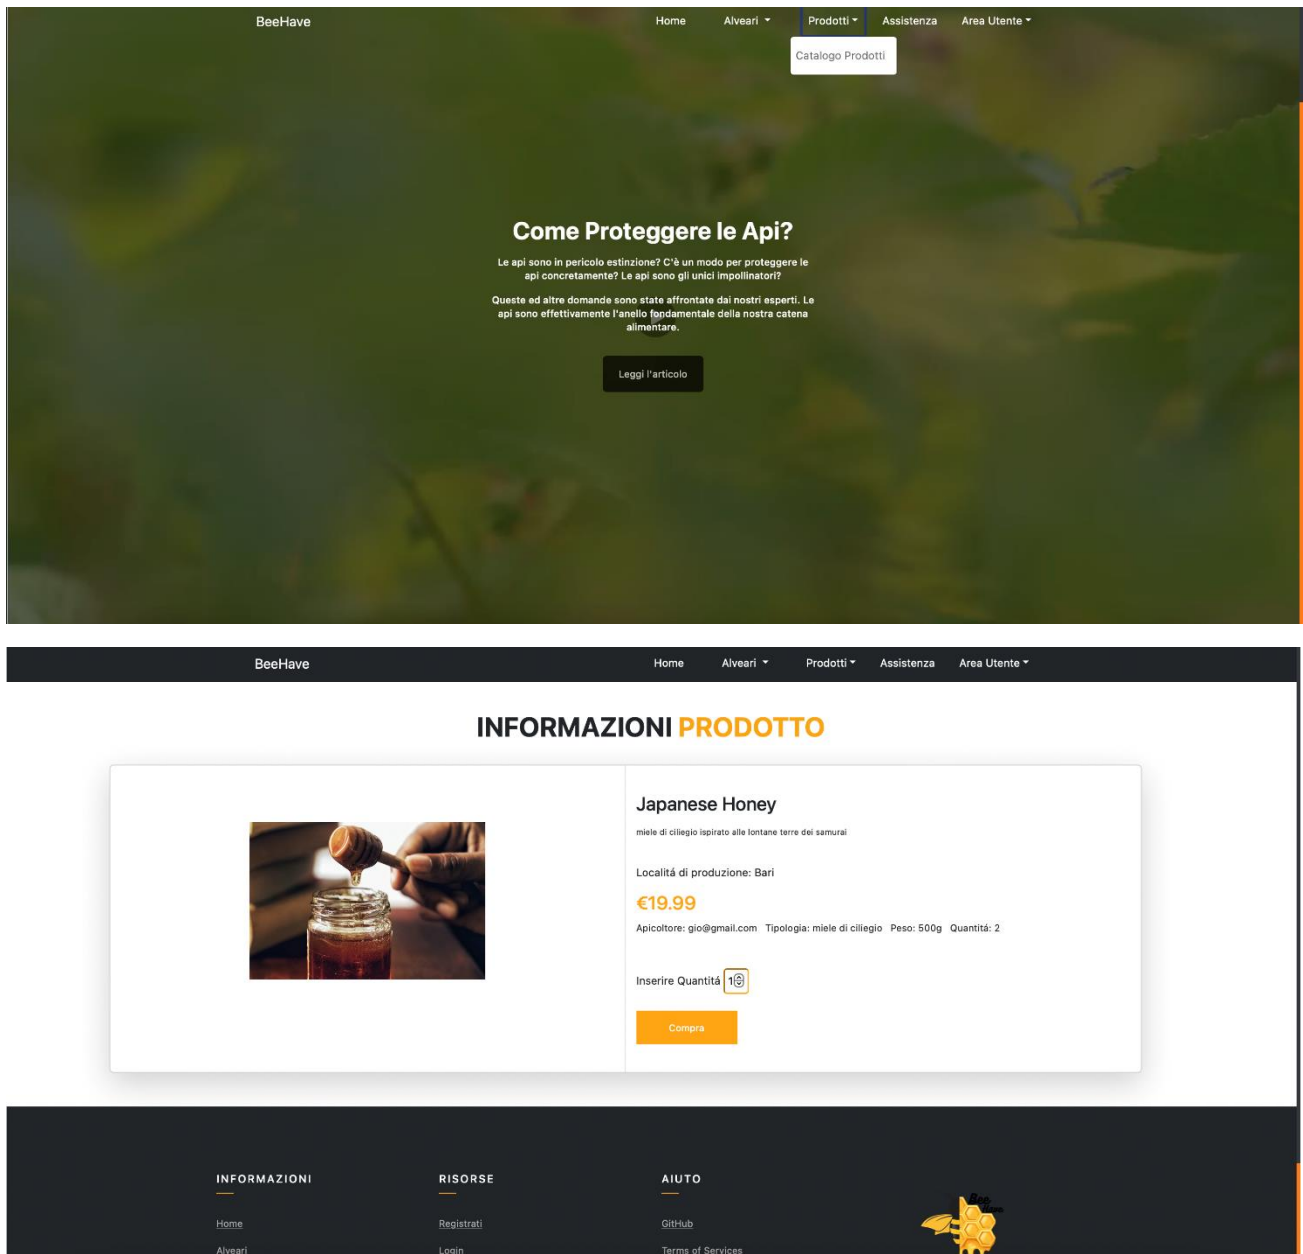 BeeHave
Home Alveari Prodotti Assistenza Area Utente
Catalogo Prodotti
Come Proteggere le Api?
Le api sono in pericolo estinzione? C'è un modo per proteggere le
api concretamente? Le api sono gli unici impollinatori?
Queste ed altre domande sono state affrontate dai nostri esperti. Le
api sono effettivamente l'anello fondamentale della nostra catena
alimentare.
Leggi l'articolo
BeeHave
Home Alveari Prodotti Assistenza Area Utente
INFORMAZIONI PRODOTTO
Japanese Honey
miele di ciliegio ispirato alle lontane terre dei samurai
Localitá di produzione: Bari
€19.99
Apicoltore: gio@gmail.com Tipologia: miele di ciliegio Peso: 500g Quantitá: 2
Inserire Quantitá 1
Compra
INFORMAZIONI RISORSE AIUTO
Home Registrati GitHub
Alveari Login Terms of Services
Bee
Have